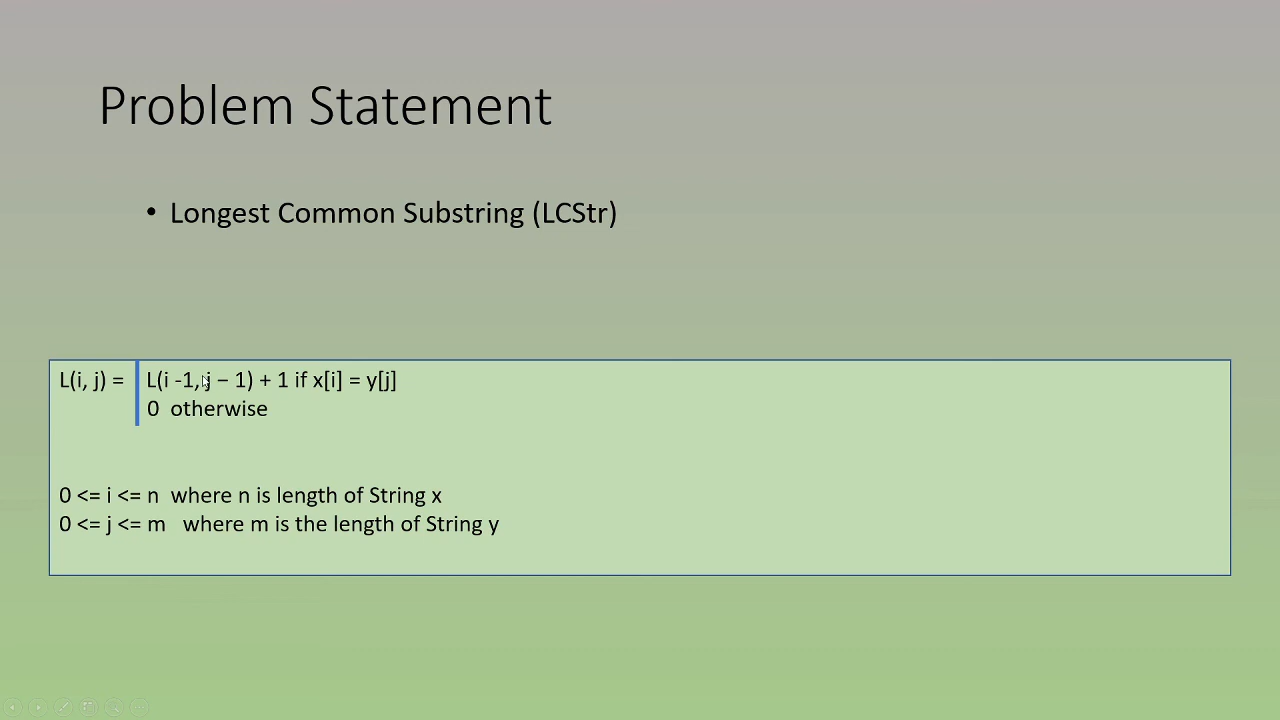 Problem Statement
• Longest Common Substring (LCStr)
L(i, j) = L(i -1, j – 1) + 1 if x[i] = y[j]
0 otherwise
0 <= i <= n where n is length of String x
0 <= j <= m where m is the length of String y